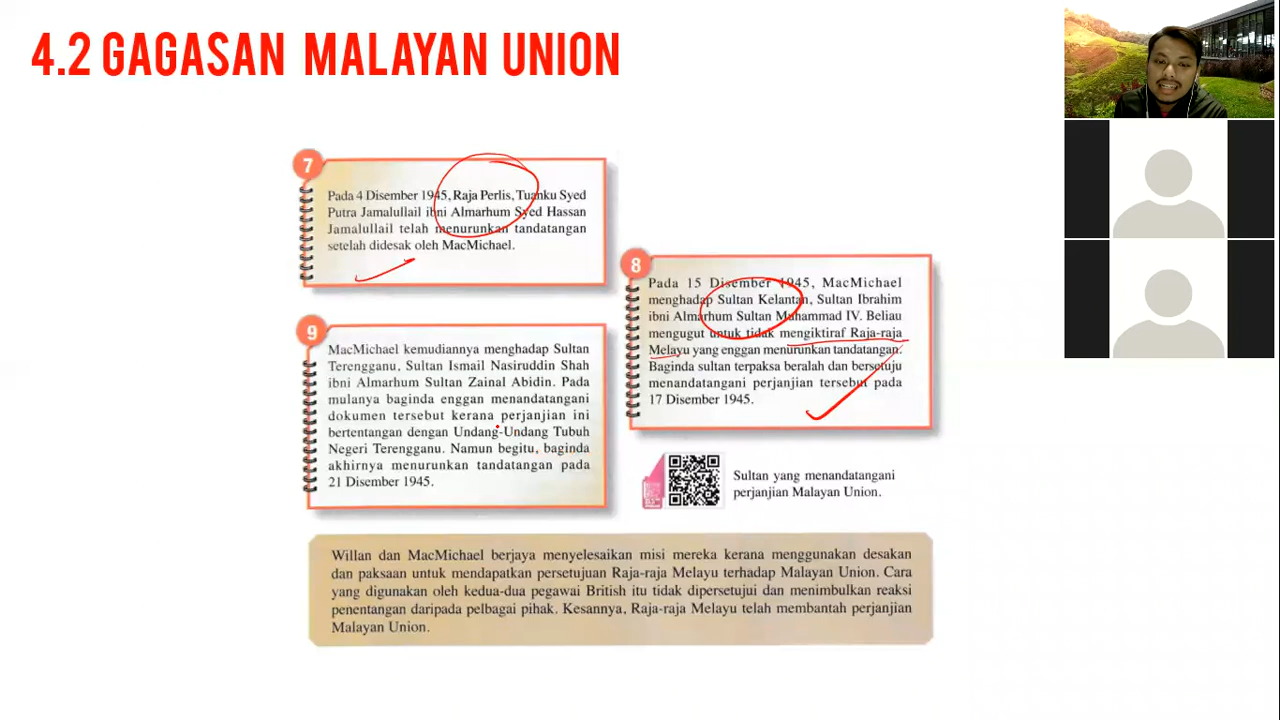 4.2 GAGASAN MALAYAN UNION
7
Pada 4 Disember 1945, Raja Perlis, Tuanku Syed
Putra Jamalullail ibni Almarhum Syed Hassan
Jamalullail telah menurunkan tandatangan
setelah didesak oleh MacMichael.
8
Pada 15 Disember 1945, MacMichael
menghadap Sultan Kelantan, Sultan Ibrahim
ibni Almarhum Sultan Muhammad IV. Beliau
mengugut untuk tidak mengiktiraf Raja-raja
Melayu yang enggan menurunkan tandatangan.
Baginda sultan terpaksa beralah dan bersetuju
menandatangani perjanjian tersebut pada
17 Disember 1945.
9
MacMichael kemudiannya menghadap Sultan
Terengganu, Sultan Ismail Nasiruddin Shah
ibni Almarhum Sultan Zainal Abidin. Pada
mulanya baginda enggan menandatangani
dokumen tersebut kerana perjanjian ini
bertentangan dengan Undang-Undang Tubuh
Negeri Terengganu. Namun begitu, baginda
akhirnya menurunkan tandatangan pada
21 Disember 1945.
Sultan yang menandatangani
perjanjian Malayan Union.
Willan dan MacMichael berjaya menyelesaikan misi mereka kerana menggunakan desakan
dan paksaan untuk mendapatkan persetujuan Raja-raja Melayu terhadap Malayan Union. Cara
yang digunakan oleh kedua-dua pegawai British itu tidak dipersetujui dan menimbulkan reaksi
penentangan daripada pelbagai pihak. Kesannya, Raja-raja Melayu telah membantah perjanjian
Malayan Union.